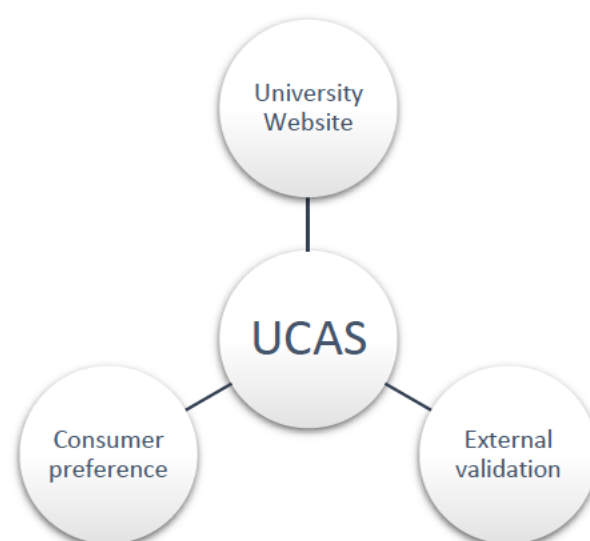 University
Website
UCAS
Consumer
preference
External
validation